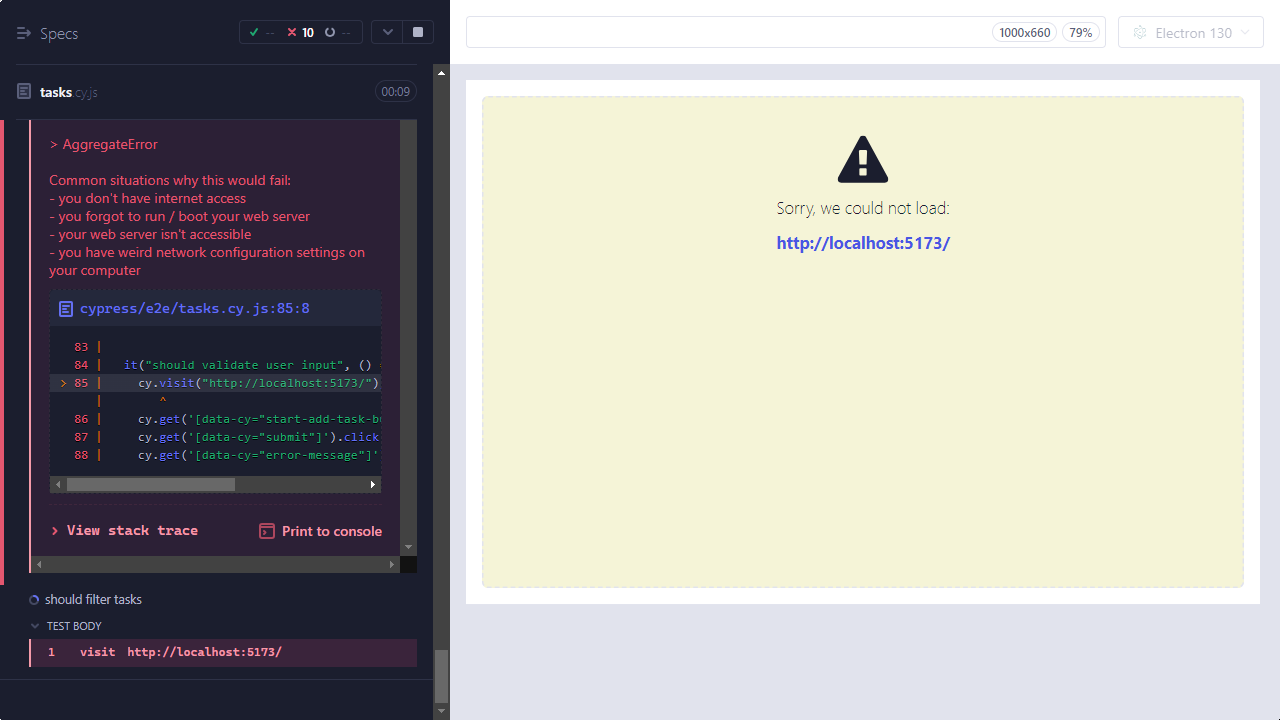 Specs
-- 10 --
tasks.cy.js
00:09
> AggregateError
Common situations why this would fail:
- you don't have internet access
- you forgot to run / boot your web server
- your web server isn't accessible
- you have weird network configuration settings on
your computer
cypress/e2e/tasks.cy.js:85:8
83 |
84 | it("should validate user input", ()
> 85 | cy.visit("http://localhost:5173/")
| ^
86 | cy.get('[data-cy="start-add-task-b
87 | cy.get('[data-cy="submit"]').click
88 | cy.get('[data-cy="error-message"]'
> View stack trace
Print to console
should filter tasks
TEST BODY
1 visit http://localhost:5173/
1000x660
79%
Electron 130
Sorry, we could not load:
http://localhost:5173/